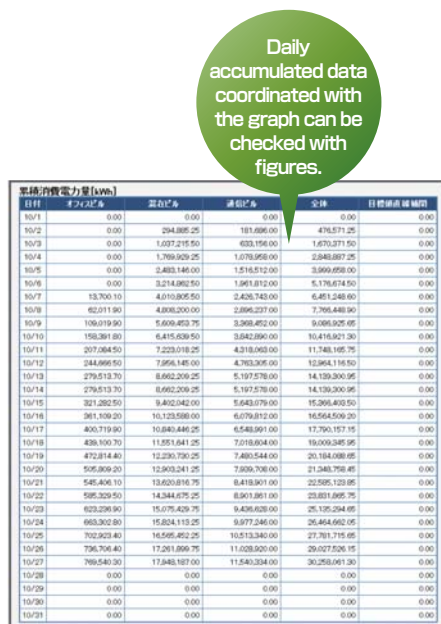 Daily
accumulated data
coordinated with
the graph can be
checked with
figures.
累積消費電力量[kWh]
日付 オフィスビル 混在ビル 通信ビル 全体 目標値直線補間
10/1 0.00 0.00 0.00 0.00 0.00
10/2 0.00 294,885.25 181,686.00 476,571.25 0.00
10/3 0.00 1,037,215.50 633,156.00 1,670,371.50 0.00
10/4 0.00 1,769,929.25 1,078,958.00 2,848,887.25 0.00
10/5 0.00 2,483,146.00 1,516,512.00 3,999,658.00 0.00
10/6 0.00 3,214,862.50 1,961,812.00 5,176,674.50 0.00
10/7 13,700.10 4,010,805.50 2,426,743.00 6,451,248.60 0.00
10/8 62,011.90 4,808,200.00 2,896,237.00 7,766,448.90 0.00
10/9 109,019.90 5,609,453.75 3,368,452.00 9,086,925.65 0.00
10/10 158,391.80 6,415,639.50 3,842,890.00 10,416,921.30 0.00
10/11 207,084.50 7,223,018.25 4,318,063.00 11,748,165.75 0.00
10/12 244,666.50 7,956,145.00 4,763,305.00 12,964,116.50 0.00
10/13 279,513.70 8,662,209.25 5,197,578.00 14,139,300.95 0.00
10/14 279,513.70 8,662,209.25 5,197,578.00 14,139,300.95 0.00
10/15 321,282.50 9,402,042.00 5,643,079.00 15,366,403.50 0.00
10/16 361,109.20 10,123,588.00 6,079,812.00 16,564,509.20 0.00
10/17 400,719.90 10,840,446.25 6,548,991.00 17,790,157.15 0.00
10/18 439,100.70 11,551,641.25 7,018,604.00 19,009,345.95 0.00
10/19 472,814.40 12,230,730.25 7,480,544.00 20,184,088.65 0.00
10/20 505,809.20 12,903,241.25 7,939,708.00 21,348,758.45 0.00
10/21 545,406.10 13,620,816.75 8,418,901.00 22,585,123.85 0.00
10/22 585,329.50 14,344,675.25 8,901,861.00 23,831,865.75 0.00
10/23 623,236.90 15,075,429.75 9,436,628.00 25,135,294.65 0.00
10/24 663,302.80 15,824,113.25 9,977,246.00 26,464,662.05 0.00
10/25 702,923.40 16,565,452.25 10,513,340.00 27,781,715.65 0.00
10/26 736,706.40 17,261,899.75 11,028,920.00 29,027,526.15 0.00
10/27 769,540.30 17,948,187.00 11,540,334.00 30,258,061.30 0.00
10/28 0.00 0.00 0.00 0.00 0.00
10/29 0.00 0.00 0.00 0.00 0.00
10/30 0.00 0.00 0.00 0.00 0.00
10/31 0.00 0.00 0.00 0.00 0.00